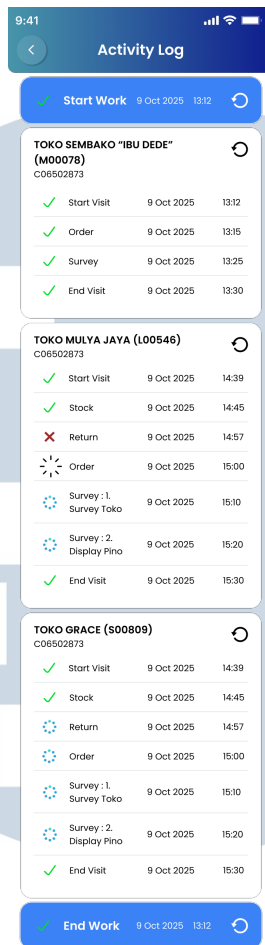 9:41
Activity Log
Start Work 9 Oct 2025 13:12
TOKO SEMBAKO “IBU DEDE”
(M00078)
C06502873
Start Visit 9 Oct 2025 13:12
Order 9 Oct 2025 13:15
Survey 9 Oct 2025 13:25
End Visit 9 Oct 2025 13:30
TOKO MULYA JAYA (L00546)
C06502873
Start Visit 9 Oct 2025 14:39
Stock 9 Oct 2025 14:45
Return 9 Oct 2025 14:57
Order 9 Oct 2025 15:00
Survey : 1.
Survey Toko 9 Oct 2025 15:10
Survey : 2.
Display Pino 9 Oct 2025 15:20
End Visit 9 Oct 2025 15:30
TOKO GRACE (S00809)
C06502873
Start Visit 9 Oct 2025 14:39
Stock 9 Oct 2025 14:45
Return 9 Oct 2025 14:57
Order 9 Oct 2025 15:00
Survey : 1.
Survey Toko 9 Oct 2025 15:10
Survey : 2.
Display Pino 9 Oct 2025 15:20
End Visit 9 Oct 2025 15:30
End Work 9 Oct 2025 13:12